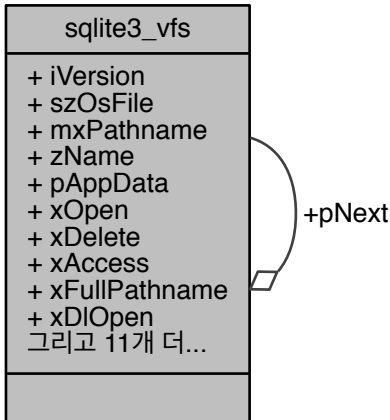 sqlite3_vfs
+ iVersion
+ szOsFile
+ mxPathname
+ zName
+ pAppData
+ xOpen
+ xDelete
+ xAccess
+ xFullPathname
+ xDlOpen
그리고 11개 더...
+pNext